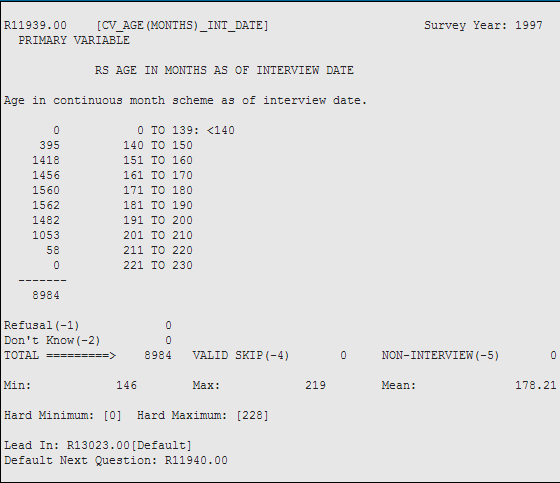 R11939.00    [CV_AGE(MONTHS)_INT_DATE]    Survey Year: 1997
PRIMARY VARIABLE
RS AGE IN MONTHS AS OF INTERVIEW DATE
Age in continuous month scheme as of interview date.
0    0 TO 139: <140
395    140 TO 150
1418    151 TO 160
1456    161 TO 170
1560    171 TO 180
1562    181 TO 190
1482    191 TO 200
1053    201 TO 210
58    211 TO 220
0    221 TO 230
-------
8984
Refusal(-1)    0
Don't Know(-2)    0
TOTAL =========>    8984    VALID SKIP(-4)    0    NON-INTERVIEW(-5)    0
Min:    146    Max:    219    Mean:    178.21
Hard Minimum: [0]    Hard Maximum: [228]
Lead In: R13023.00[Default]
Default Next Question: R11940.00